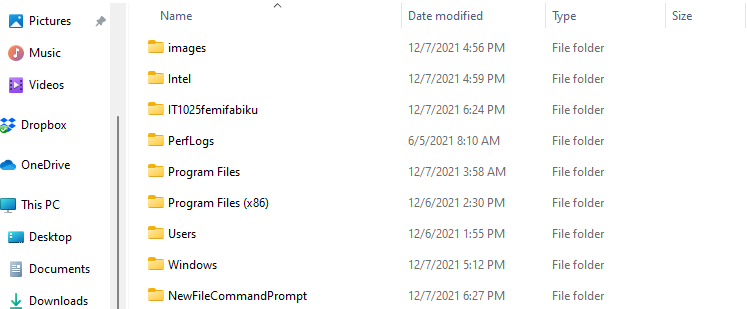 Name Date modified Type Size
Pictures
images 12/7/2021 4:56 PM File folder
Music
Intel 12/7/2021 4:59 PM File folder
Videos
IT1025femifabiku 12/7/2021 6:24 PM File folder
Dropbox
PerfLogs 6/5/2021 8:10 AM File folder
OneDrive
Program Files 12/7/2021 3:58 AM File folder
This PC
Program Files (x86) 12/6/2021 2:30 PM File folder
Desktop
Users 12/6/2021 1:55 PM File folder
Documents
Windows 12/7/2021 5:12 PM File folder
Downloads
NewFileCommandPrompt 12/7/2021 6:27 PM File folder